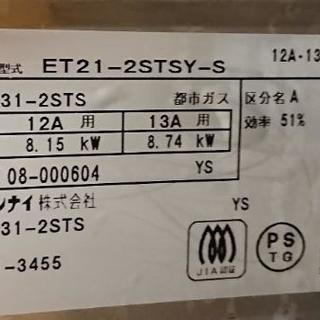 型式 ET21-2STSY-S 12A-13
31-2STS 都市ガス 区分名 A
12A 用 13A 用 効率 51%
8.15 kW 8.74 kW
08-000604 YS
ンナイ株式会社 YS
31-2STS
JIA認証
PS
TG
-3455